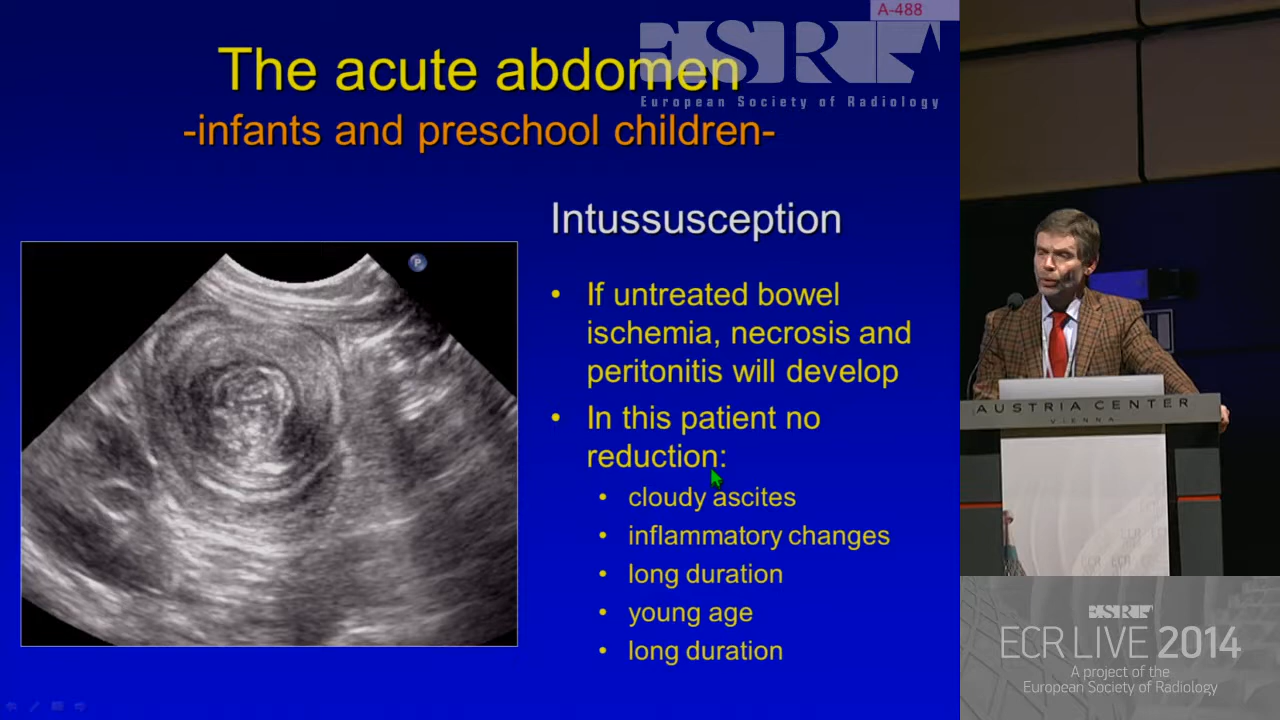 A-488
ESR
European Society of Radiology
The acute abdomen
-infants and preschool children-
Intussusception
P
• If untreated bowel
ischemia, necrosis and
peritonitis will develop
• In this patient no
reduction:
• cloudy ascites
• inflammatory changes
• long duration
• young age
• long duration
AUSTRIA CENTER
VIENNA
ESR
ECR LIVE 2014
A project of the
European Society of Radiology